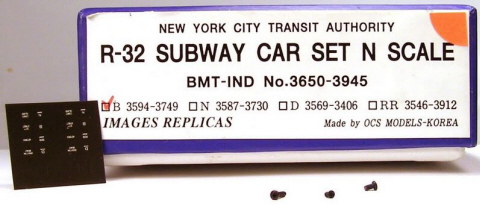 NEW YORK CITY TRANSIT AUTHORITY
R-32 SUBWAY CAR SET N SCALE
BMT-IND No.3650-3945
☑B 3594-3749 ☐N 3587-3730 ☐D 3569-3406 ☐RR 3546-3912
IMAGES REPLICAS Made by OCS MODELS-KOREA